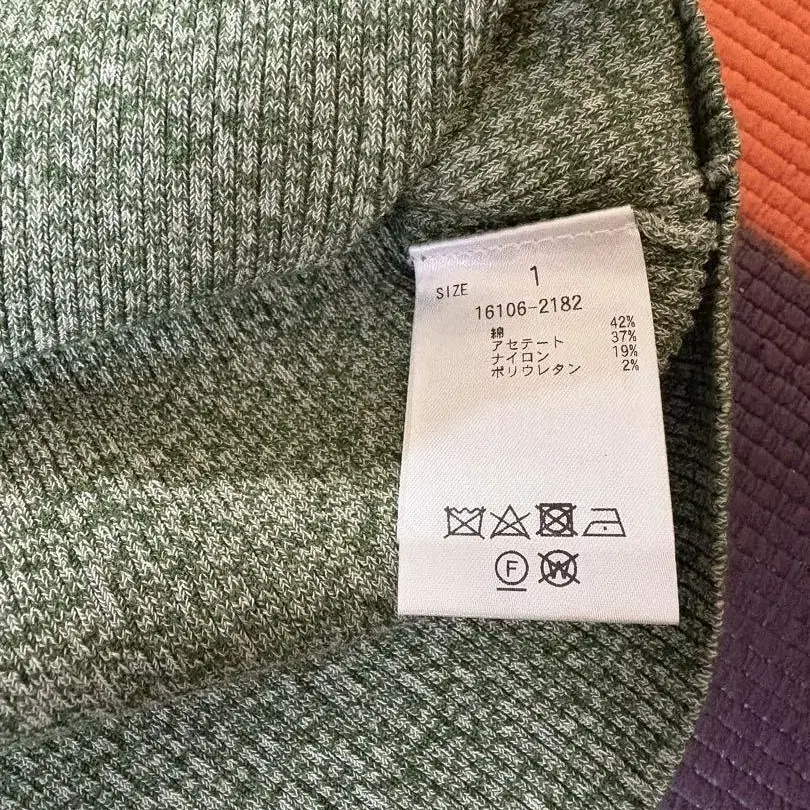 SIZE 1
16106-2182
綿 42%
アセテート 37%
ナイロン 19%
ポリウレタン 2%
F W